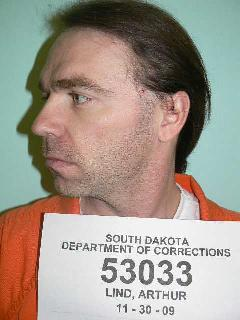 SOUTH DAKOTA
DEPARTMENT OF CORRECTIONS
53033
LIND, ARTHUR
11 - 30 - 09